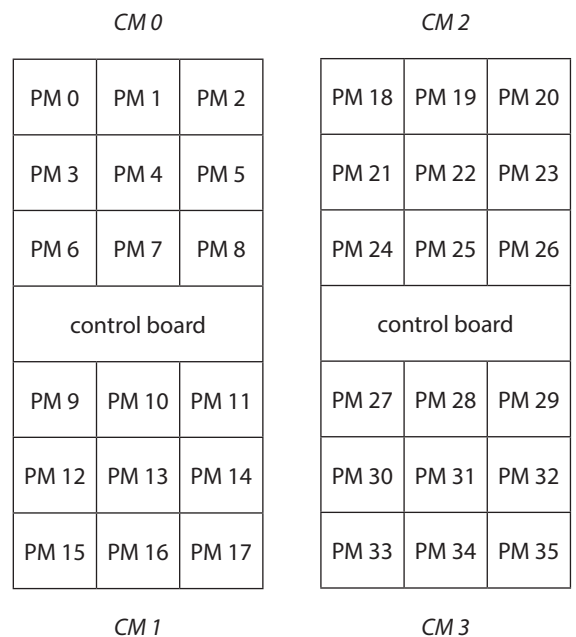 CM 0
PM 0 PM 1 PM 2
PM 3 PM 4 PM 5
PM 6 PM 7 PM 8
control board
PM 9 PM 10 PM 11
PM 12 PM 13 PM 14
PM 15 PM 16 PM 17
CM 1
CM 2
PM 18 PM 19 PM 20
PM 21 PM 22 PM 23
PM 24 PM 25 PM 26
control board
PM 27 PM 28 PM 29
PM 30 PM 31 PM 32
PM 33 PM 34 PM 35
CM 3